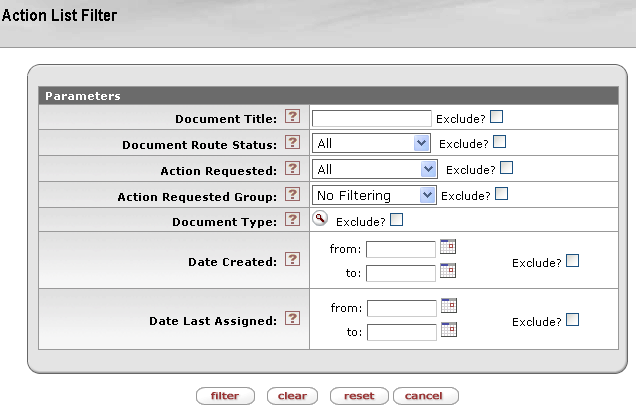 Action List Filter
Parameters
Document Title: ? Exclude?
Document Route Status: ? All Exclude?
Action Requested: ? All Exclude?
Action Requested Group: ? No Filtering Exclude?
Document Type: ? Exclude?
Date Created: ? from: to: Exclude?
Date Last Assigned: ? from: to: Exclude?
filter clear reset cancel